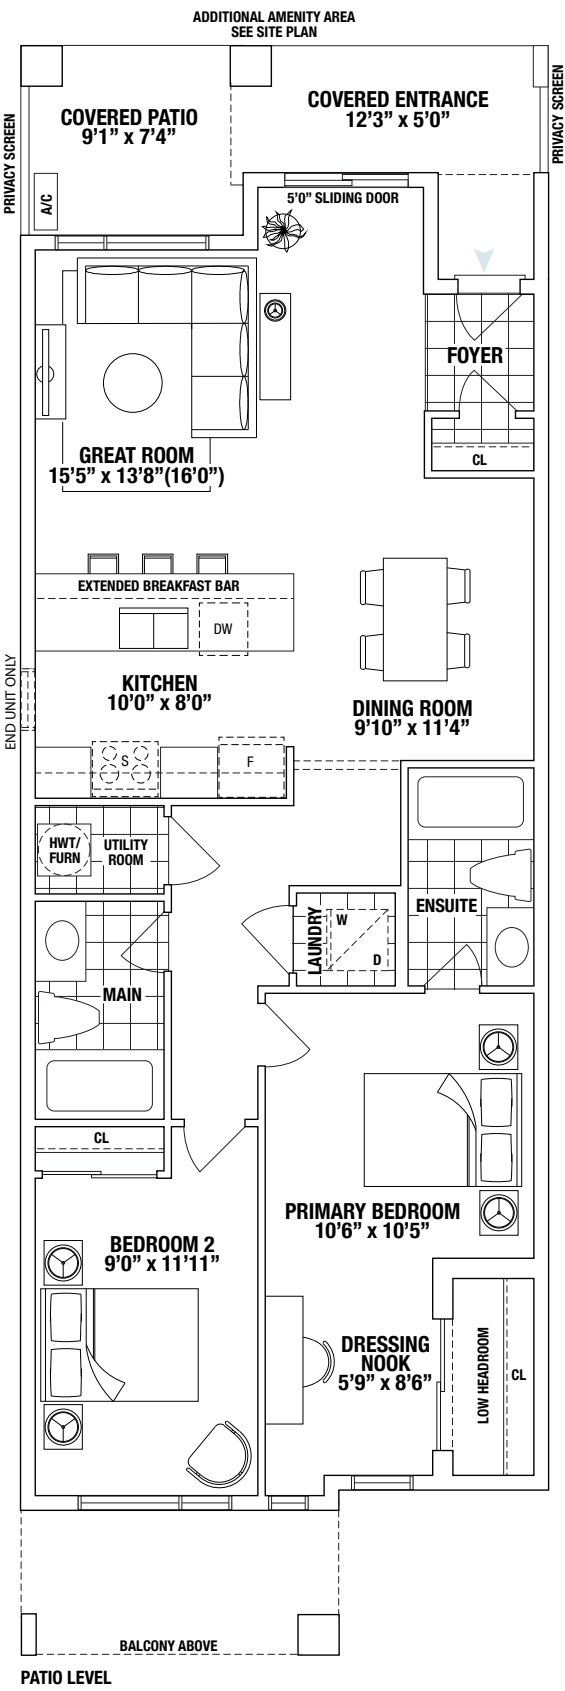 ADDITIONAL AMENITY AREA
SEE SITE PLAN
PRIVACY SCREEN
PRIVACY SCREEN
COVERED PATIO
9'1" x 7'4"
COVERED ENTRANCE
12'3" x 5'0"
A/C
5'0" SLIDING DOOR
FOYER
CL
GREAT ROOM
15'5" x 13'8"(16'0")
EXTENDED BREAKFAST BAR
DW
END UNIT ONLY
KITCHEN
10'0" x 8'0"
DINING ROOM
9'10" x 11'4"
S
F
HWT/
FURN
UTILITY
ROOM
ENSUITE
LAUNDRY
W
D
MAIN
CL
PRIMARY BEDROOM
10'6" x 10'5"
BEDROOM 2
9'0" x 11'11"
DRESSING
NOOK
5'9" x 8'6"
LOW HEADROOM
CL
BALCONY ABOVE
PATIO LEVEL